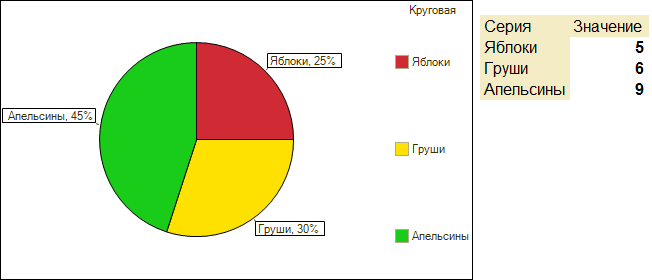 Круговая
Яблоки, 25%
Апельсины, 45%
Груши, 30%
Яблоки
Груши
Апельсины
Серия Значение
Яблоки 5
Груши 6
Апельсины 9